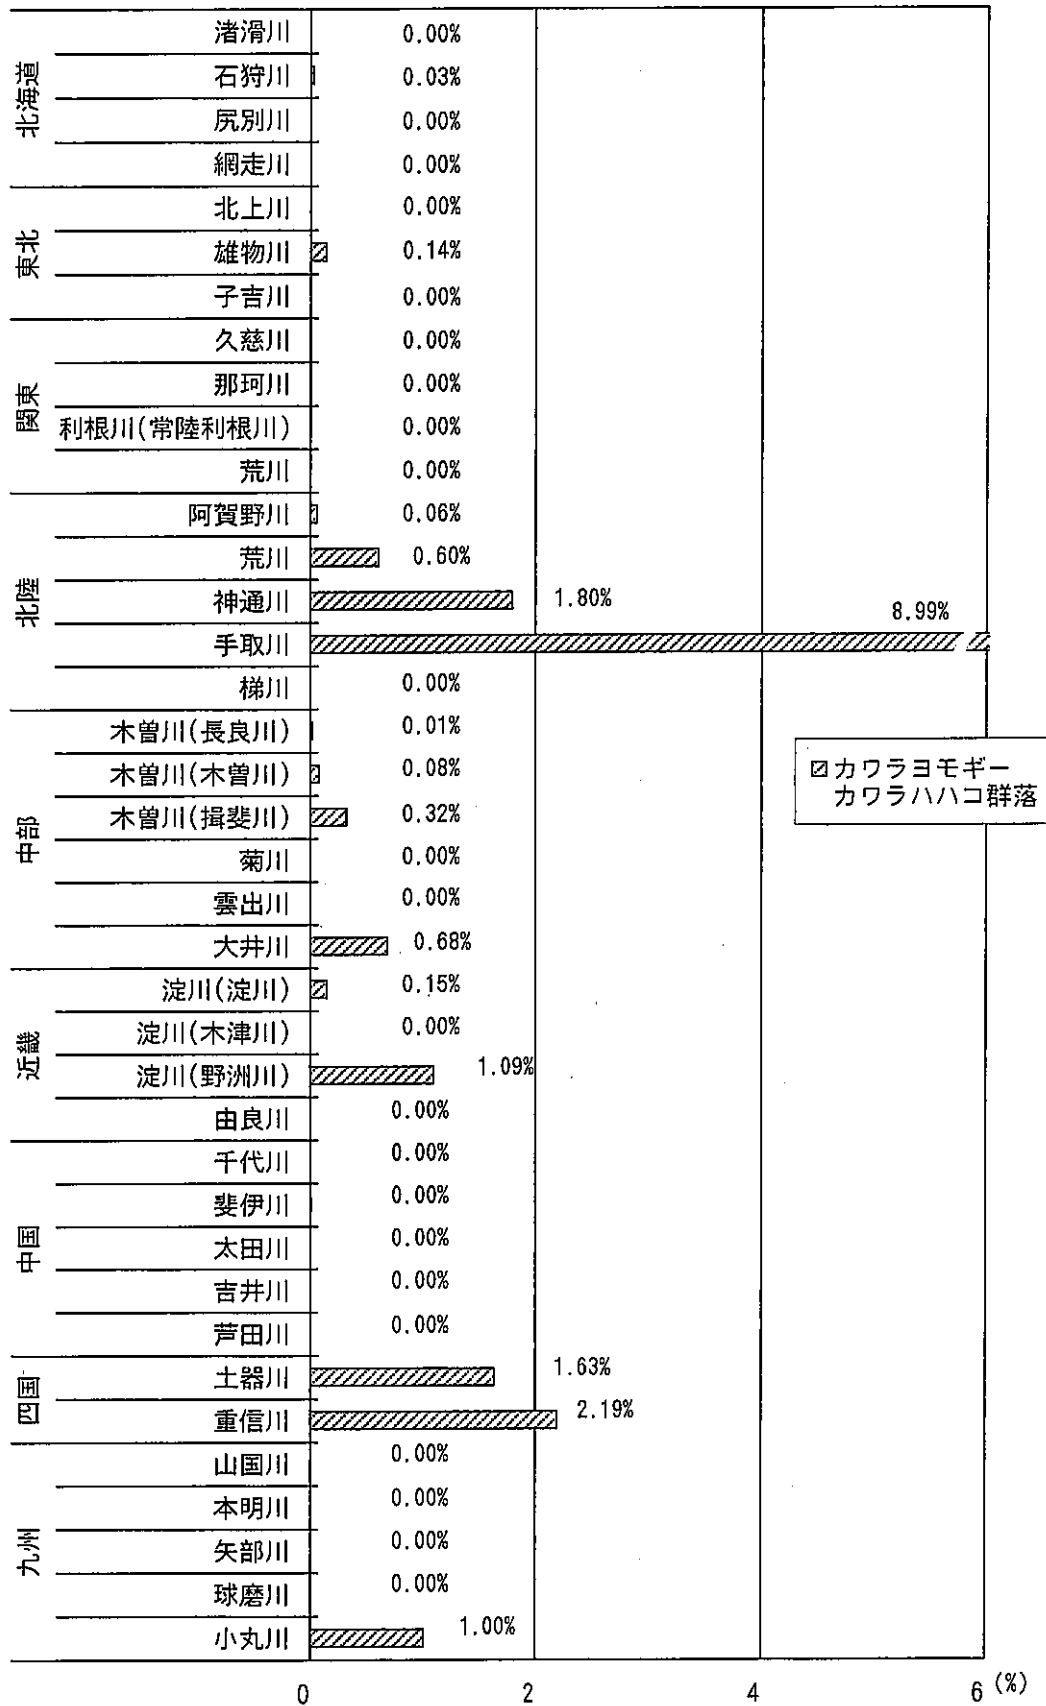 北海道
渚滑川 0.00%
石狩川 0.03%
尻別川 0.00%
網走川 0.00%
東北
北上川 0.00%
雄物川 0.14%
子吉川 0.00%
関東
久慈川 0.00%
那珂川 0.00%
利根川(常陸利根川) 0.00%
荒川 0.00%
北陸
阿賀野川 0.06%
荒川 0.60%
神通川 1.80%
手取川 8.99%
梯川 0.00%
中部
木曽川(長良川) 0.01%
木曽川(木曽川) 0.08%
木曽川(揖斐川) 0.32%
菊川 0.00%
雲出川 0.00%
大井川 0.68%
近畿
淀川(淀川) 0.15%
淀川(木津川) 0.00%
淀川(野洲川) 1.09%
由良川 0.00%
中国
千代川 0.00%
斐伊川 0.00%
太田川 0.00%
吉井川 0.00%
芦田川 0.00%
四国
土器川 1.63%
重信川 2.19%
九州
山国川 0.00%
本明川 0.00%
矢部川 0.00%
球磨川 0.00%
小丸川 1.00%
0 2 4 6 (%)
カワラヨモギー
カワラハハコ群落